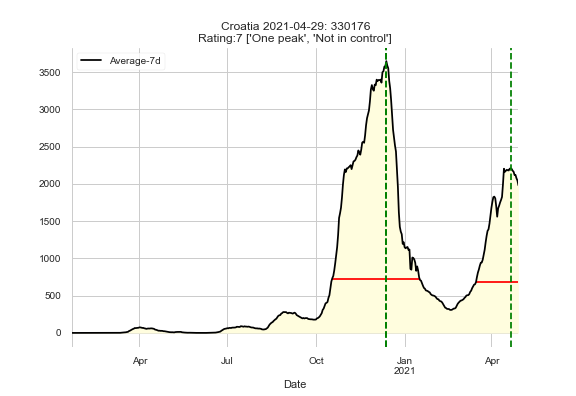 Croatia 2021-04-29: 330176
Rating:7 ['One peak', 'Not in control']
Average-7d
3500
3000
2500
2000
1500
1000
500
0
Apr Jul Oct Jan Apr
2021
Date